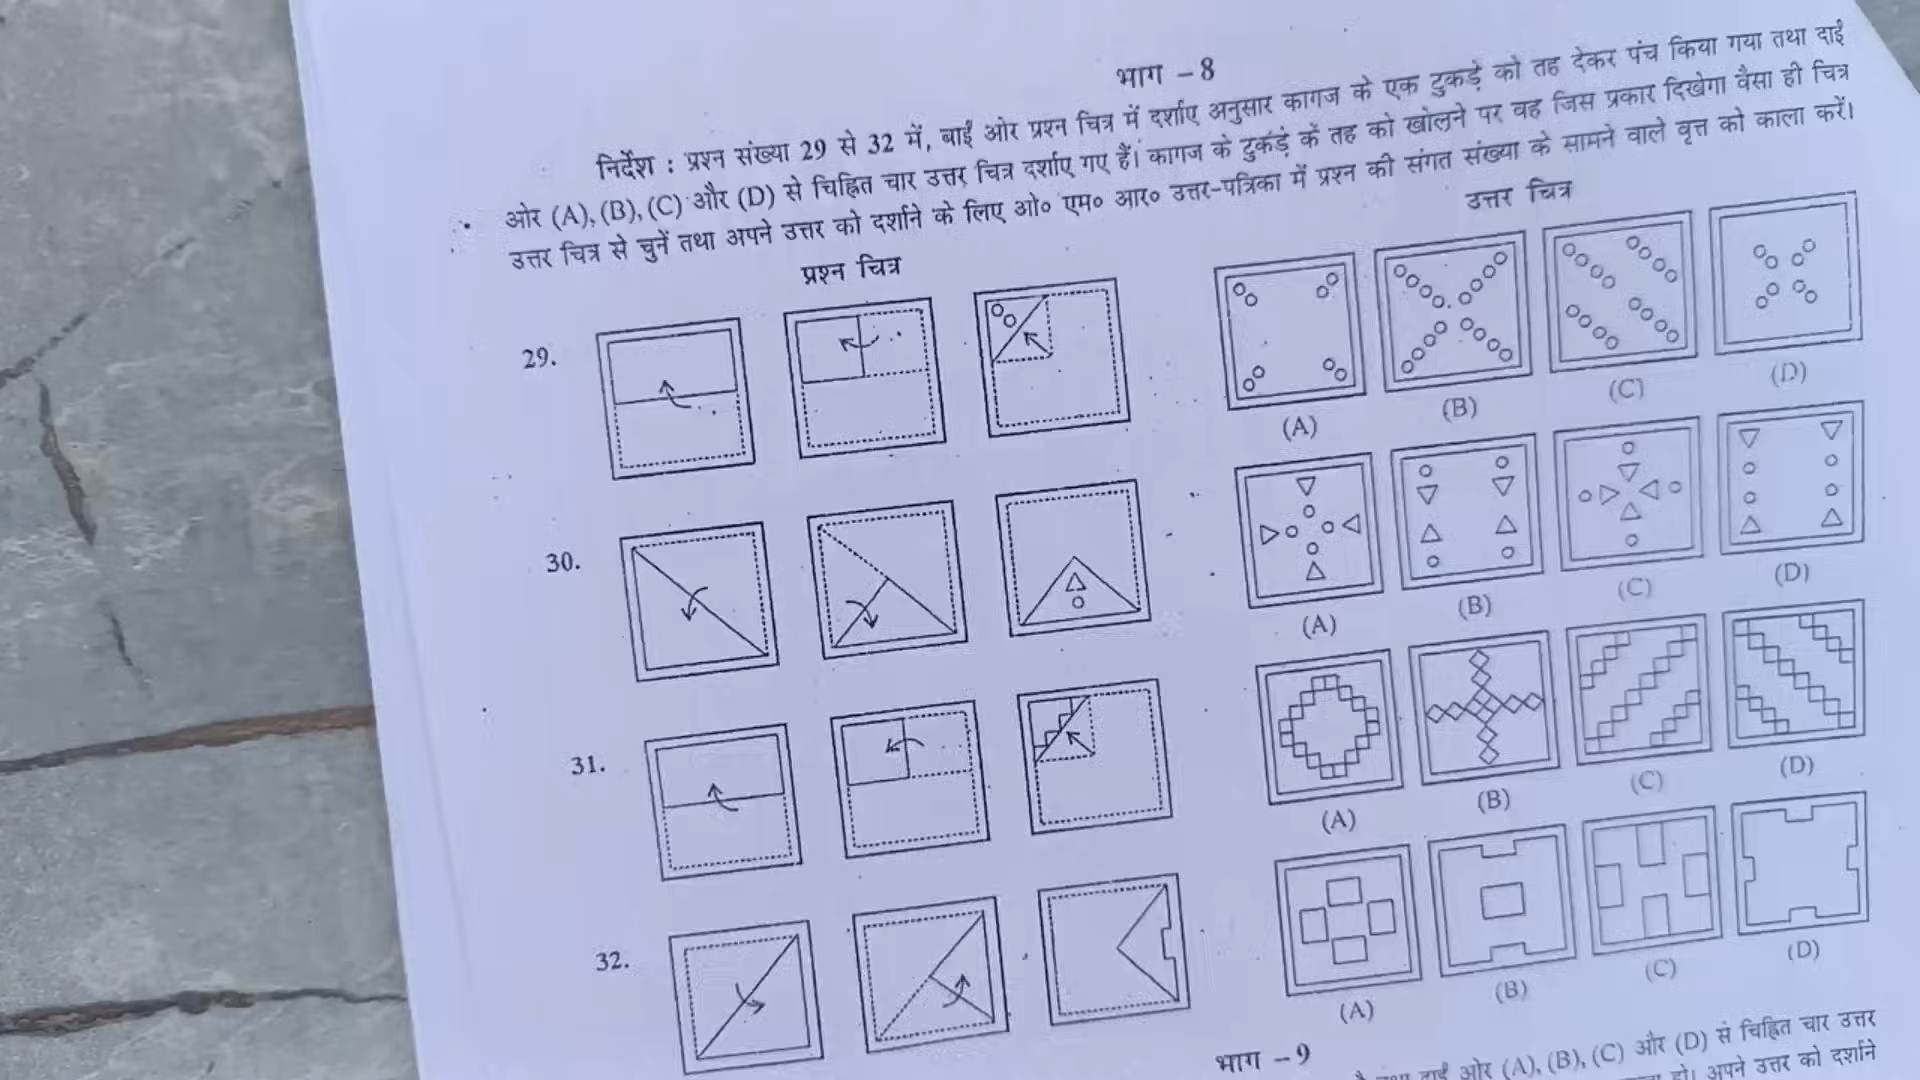 भाग – 8
निर्देश : प्रश्न संख्या 29 से 32 में, बाईं ओर प्रश्न चित्र में दर्शाए अनुसार कागज के एक टुकड़े को तह देकर पंच किया गया तथा दाईं
ओर (A), (B), (C) और (D) से चिह्नित चार उत्तर चित्र दर्शाए गए हैं। कागज के टुकड़े के तह को खोलने पर वह जिस प्रकार दिखेगा वैसा ही चित्र
उत्तर चित्र से चुनें तथा अपने उत्तर को दर्शाने के लिए ओ० एम० आर० उत्तर-पत्रिका में प्रश्न की संगत संख्या के सामने वाले वृत्त को काला करें।
प्रश्न चित्र उत्तर चित्र
29.
(A) (B) (C) (D)
30.
(A) (B) (C) (D)
31.
(A) (B) (C) (D)
32.
(A) (B) (C) (D)
भाग – 9
ओर (A), (B), (C) और (D) से चिह्नित चार उत्तर
अपने उत्तर को दर्शाने